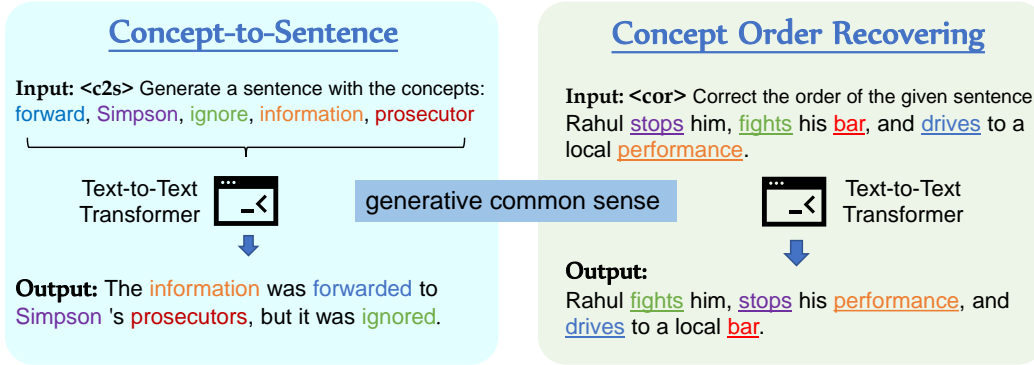 Concept-to-Sentence
Input: <c2s> Generate a sentence with the concepts:
forward, Simpson, ignore, information, prosecutor
Text-to-Text
Transformer
Output: The information was forwarded to
Simpson 's prosecutors, but it was ignored.
generative common sense
Concept Order Recovering
Input: <cor> Correct the order of the given sentence
Rahul stops him, fights his bar, and drives to a
local performance.
Text-to-Text
Transformer
Output:
Rahul fights him, stops his performance, and
drives to a local bar.